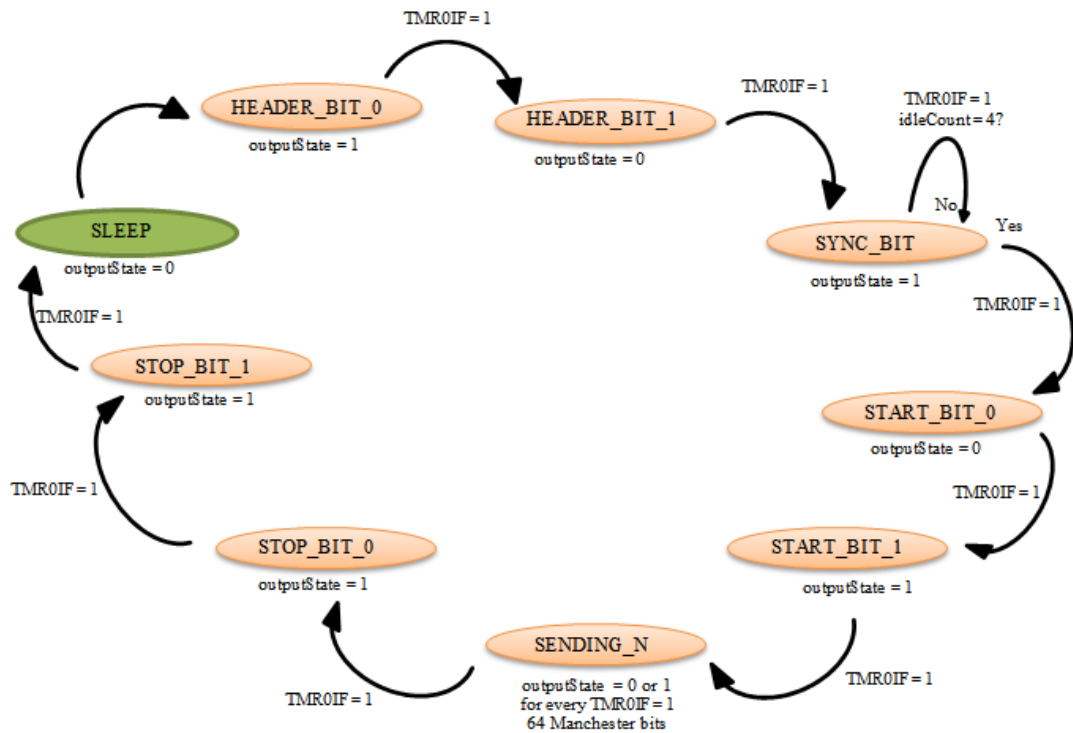 TMR0IF = 1
HEADER_BIT_0
outputState = 1
HEADER_BIT_1
outputState = 0
TMR0IF = 1
TMR0IF = 1
idleCount = 4?
No
Yes
SYNC_BIT
outputState = 1
TMR0IF = 1
START_BIT_0
outputState = 0
TMR0IF = 1
START_BIT_1
outputState = 1
TMR0IF = 1
SENDING_N
outputState = 0 or 1
for every TMR0IF = 1
64 Manchester bits
TMR0IF = 1
STOP_BIT_0
outputState = 1
TMR0IF = 1
STOP_BIT_1
outputState = 1
TMR0IF = 1
SLEEP
outputState = 0